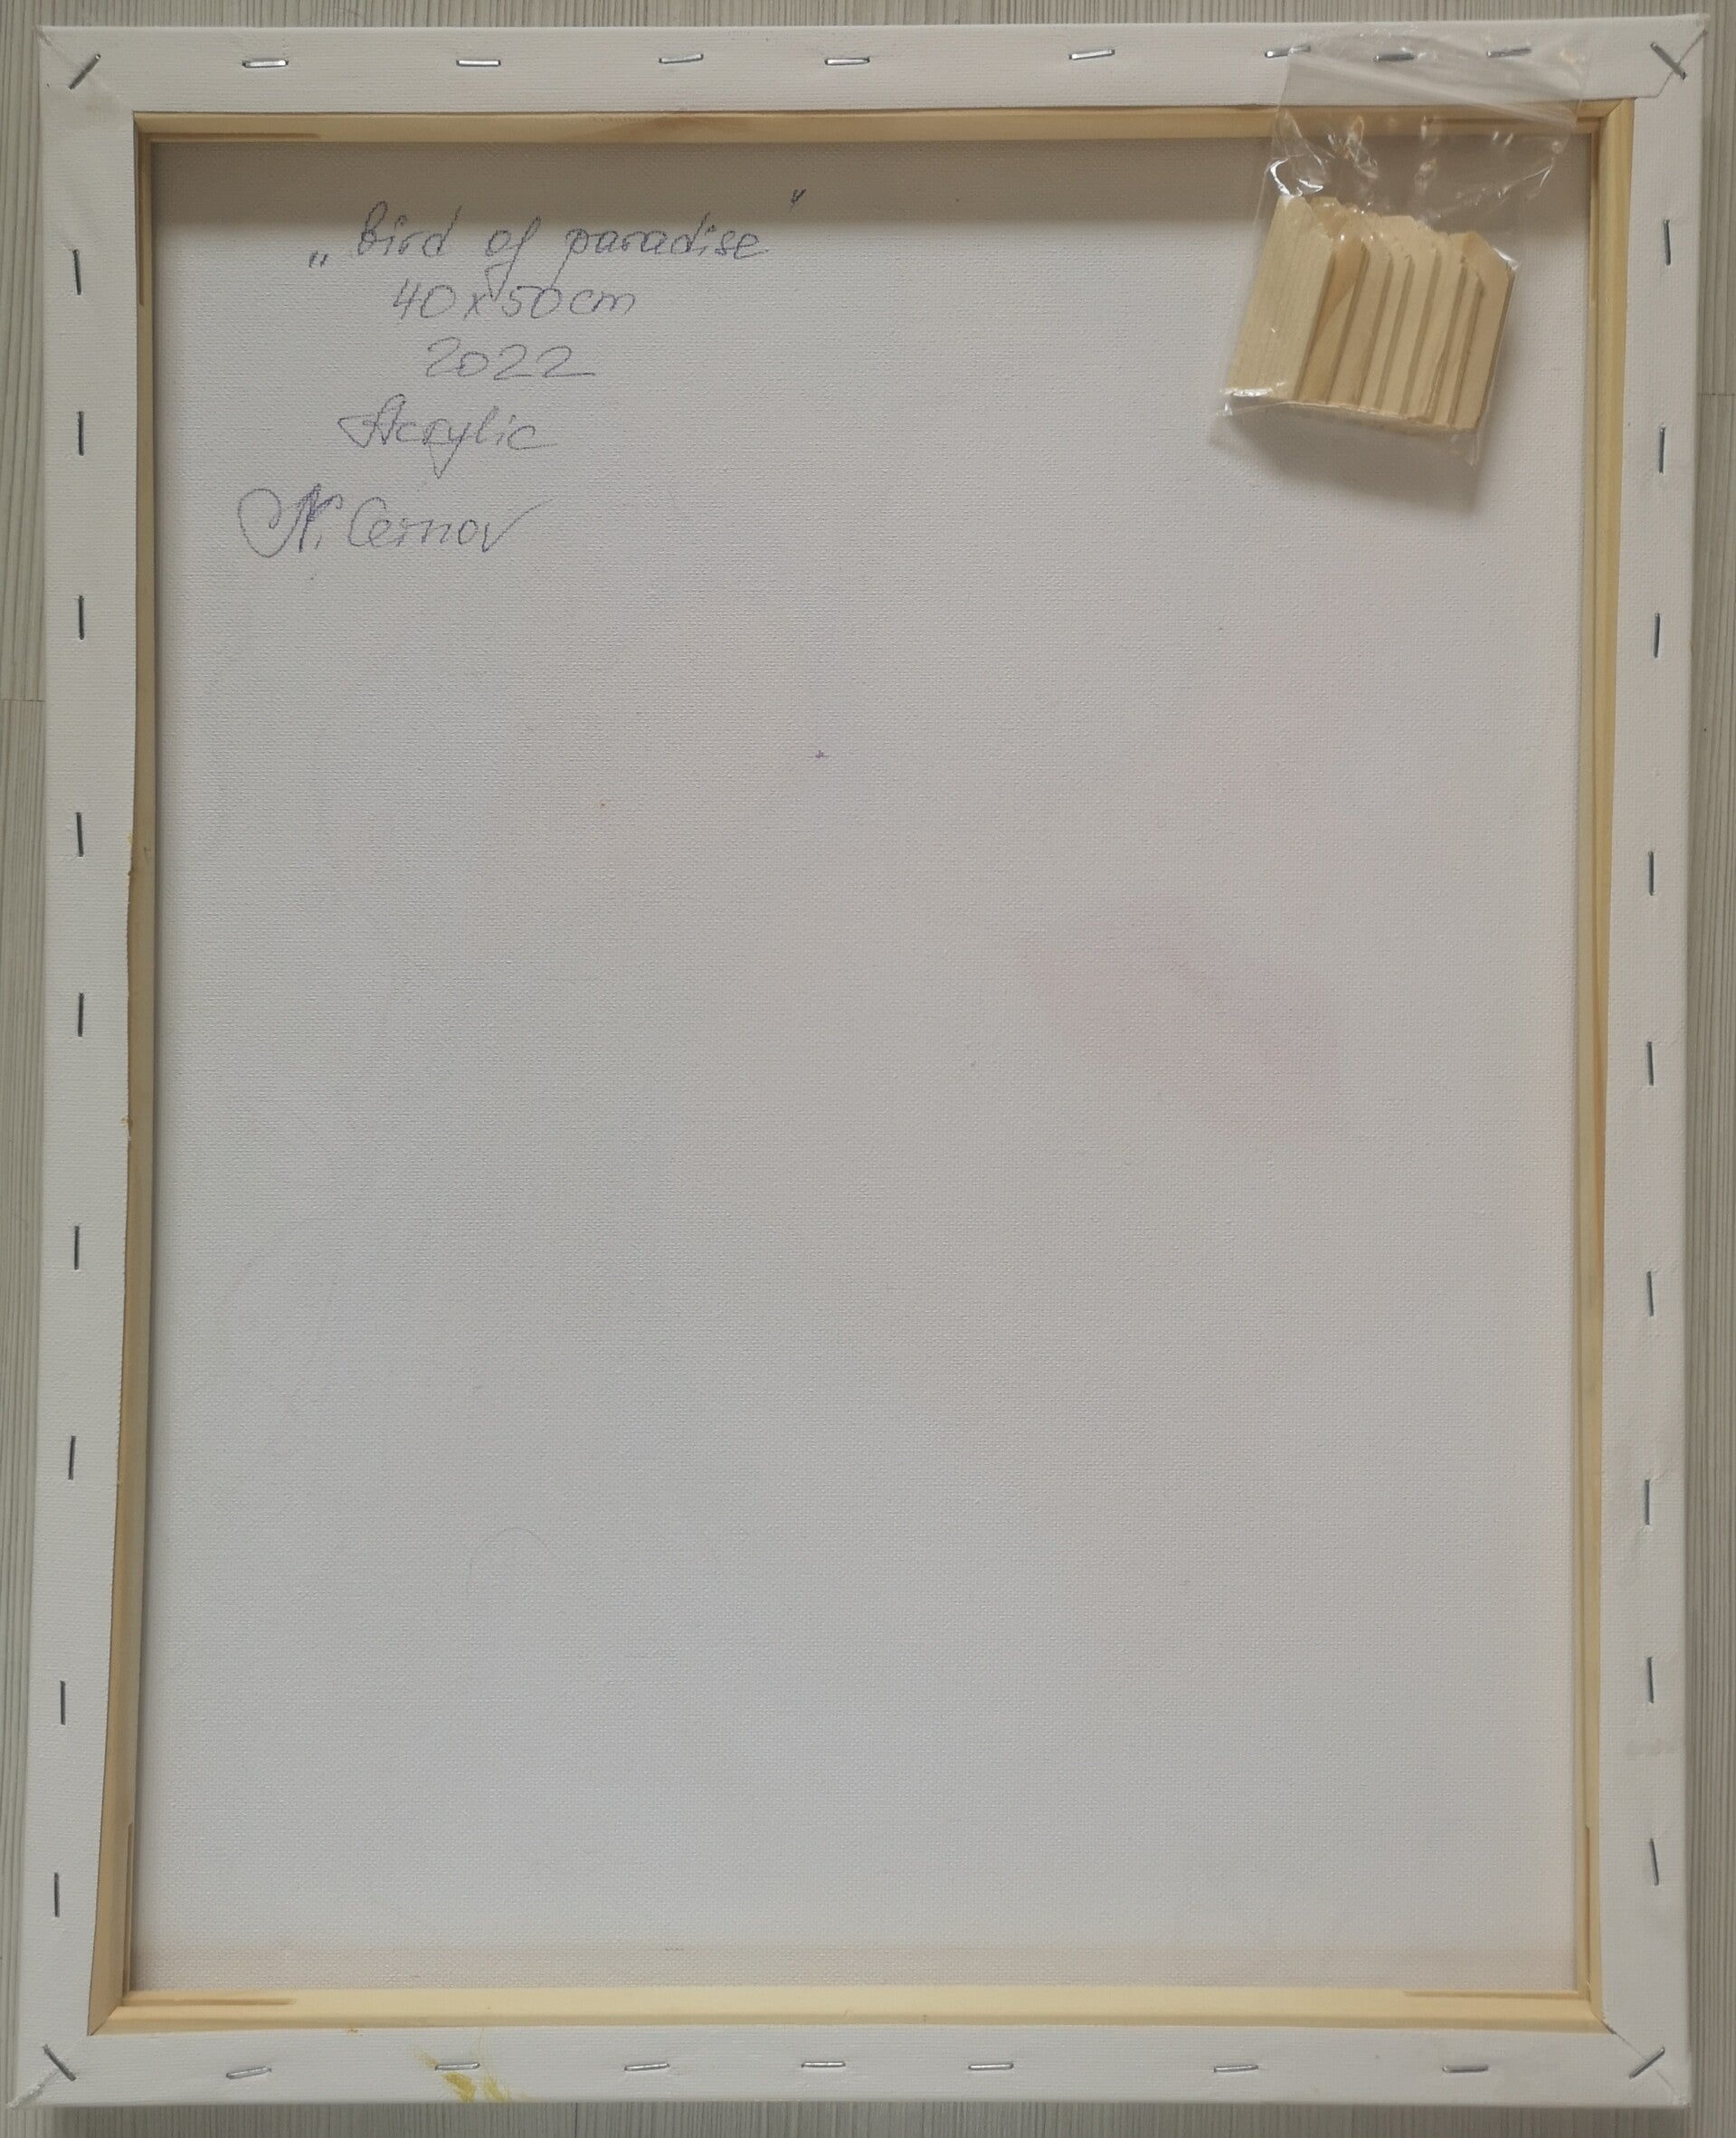 „Bird of paradise"
40x50cm
2022
Acrylic
N. Cernov